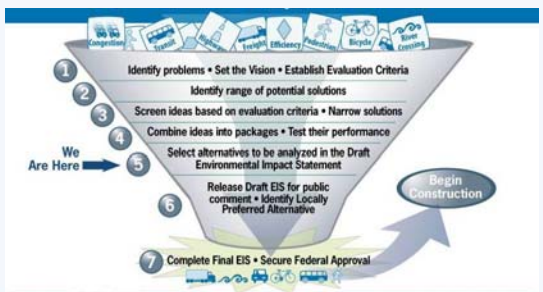 Congestion
Transit
Highway
Freight
Efficiency
Pedestrians
Bicycle
River Crossing
1
Identify problems • Set the Vision • Establish Evaluation Criteria
2
Identify range of potential solutions
3
Screen ideas based on evaluation criteria • Narrow solutions
4
Combine ideas into packages • Test their performance
We
Are Here
5
Select alternatives to be analyzed in the Draft
Environmental Impact Statement
6
Release Draft EIS for public
comment • Identify Locally
Preferred Alternative
Begin
Construction
7
Complete Final EIS • Secure Federal Approval